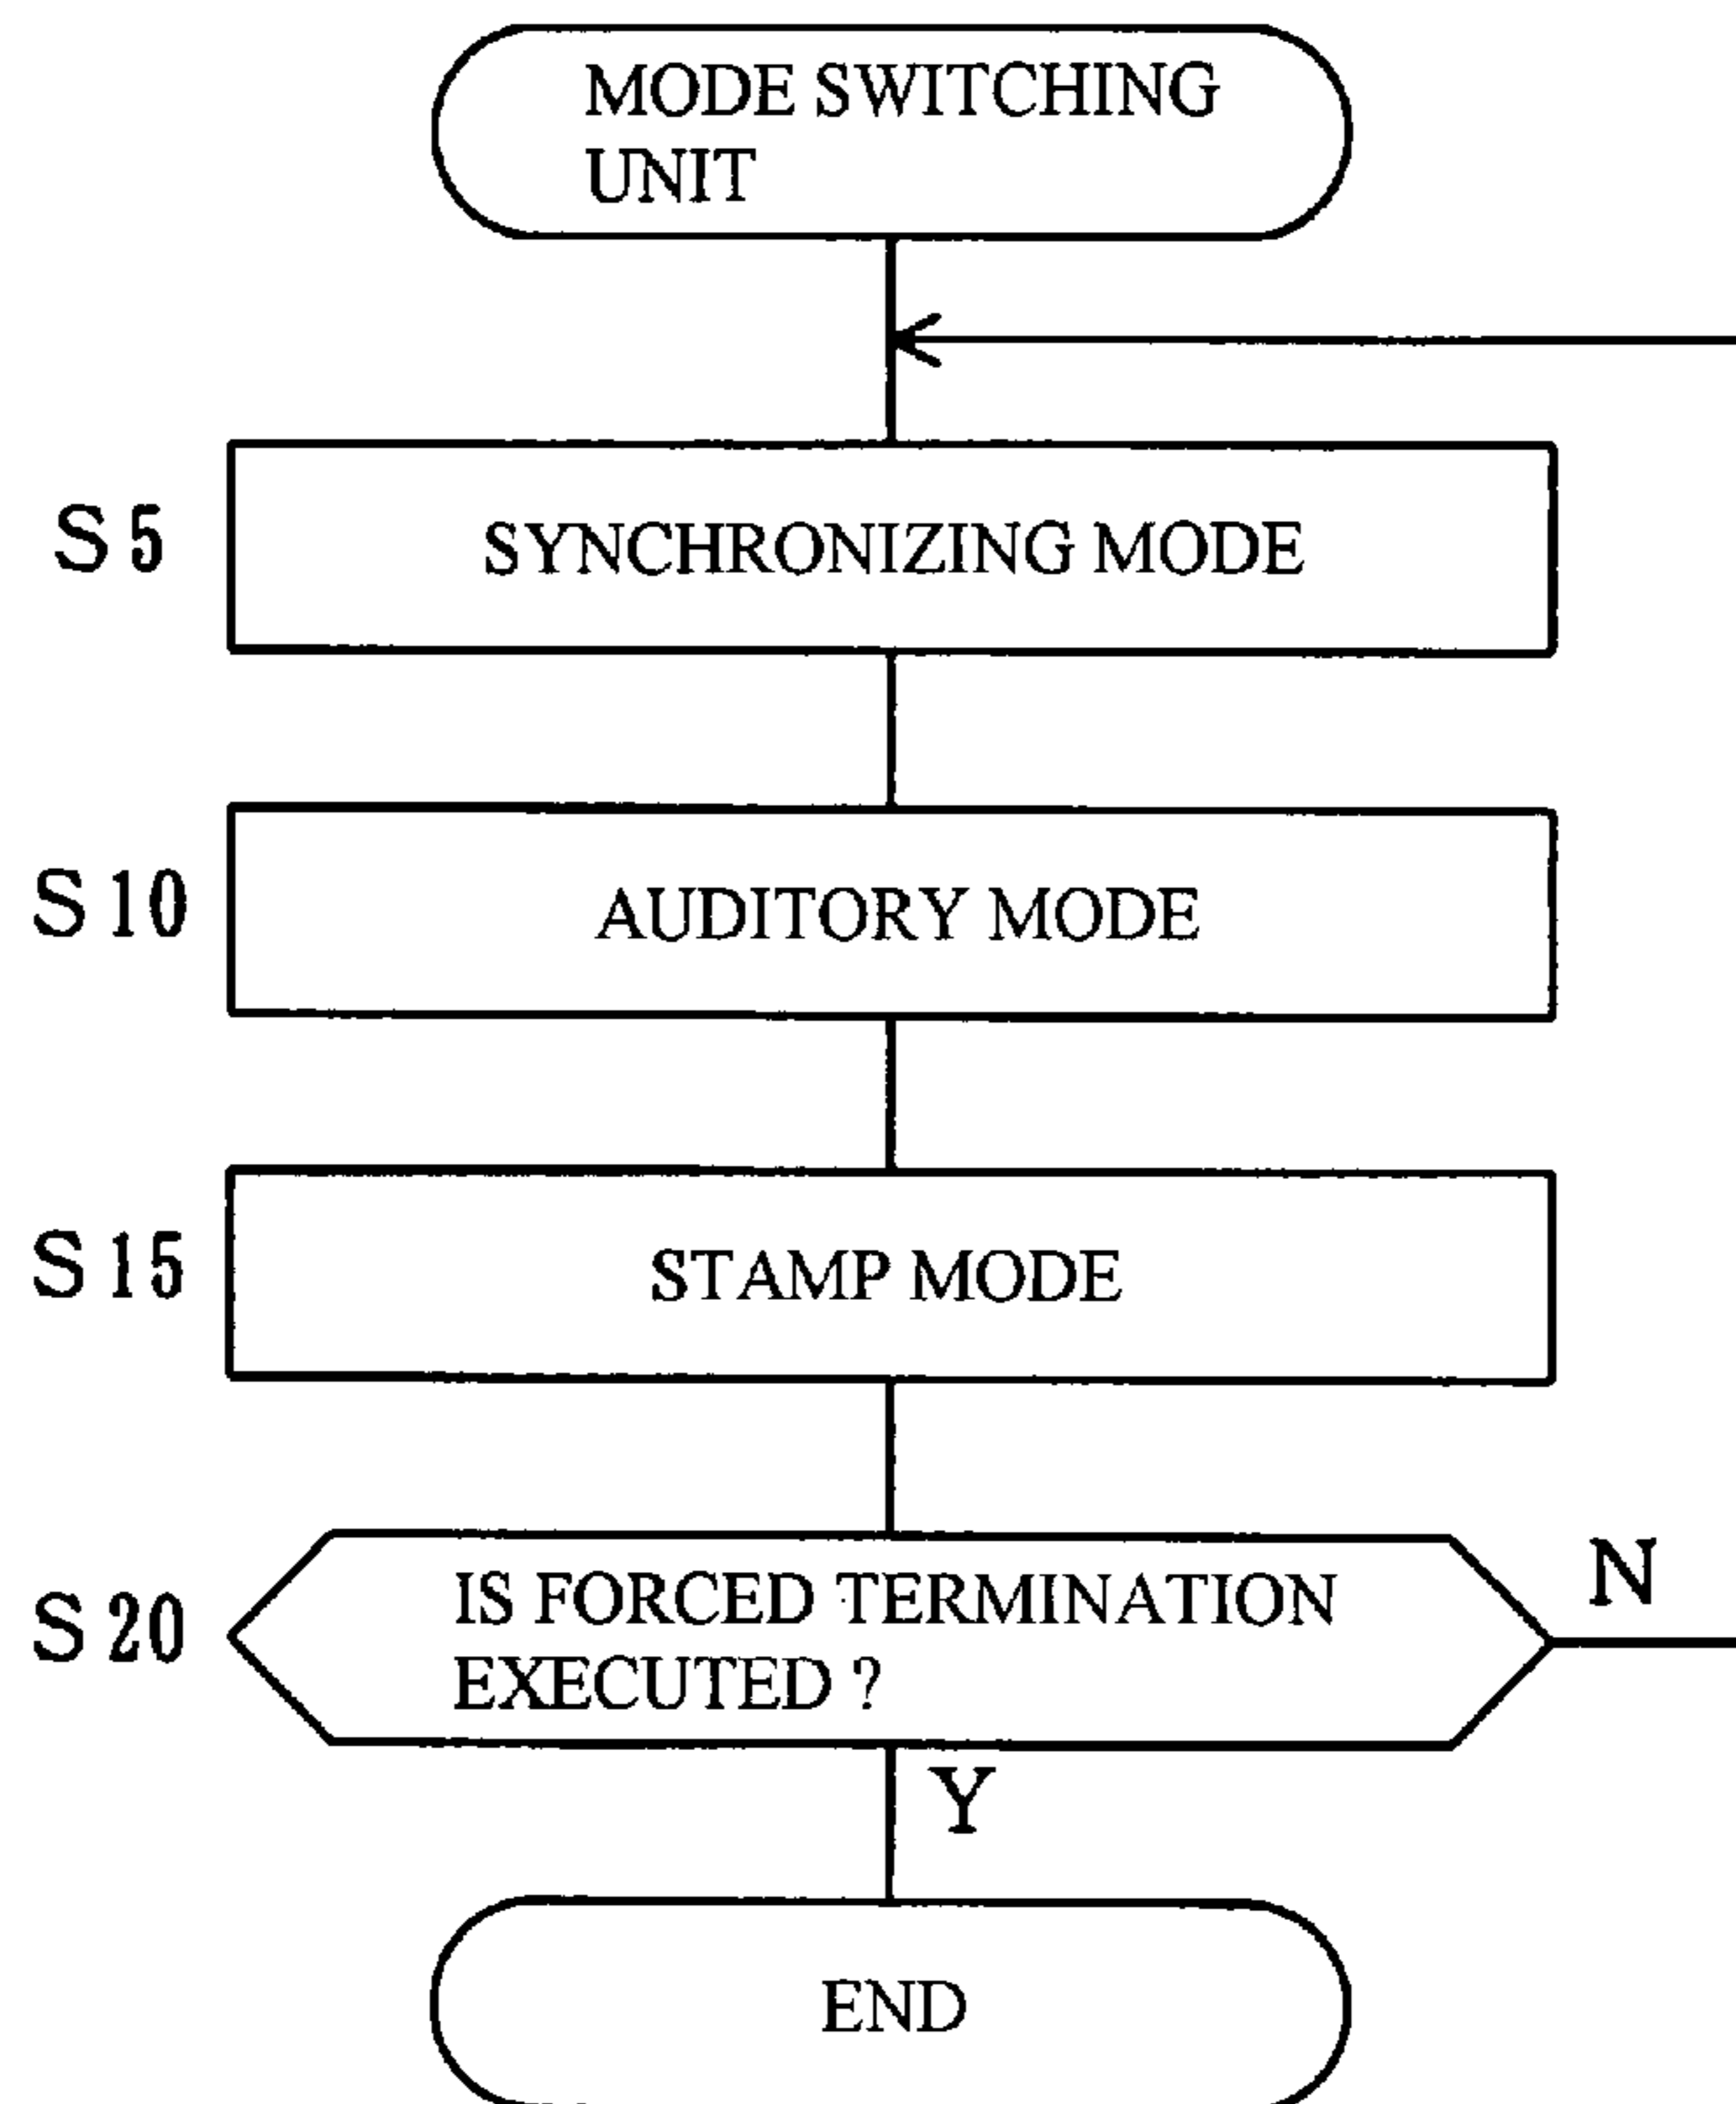 MODE SWITCHING
UNIT
S5
SYNCHRONIZING MODE
S10
AUDITORY MODE
S15
STAMP MODE
S20
IS FORCED TERMINATION
EXECUTED ?
N
Y
END